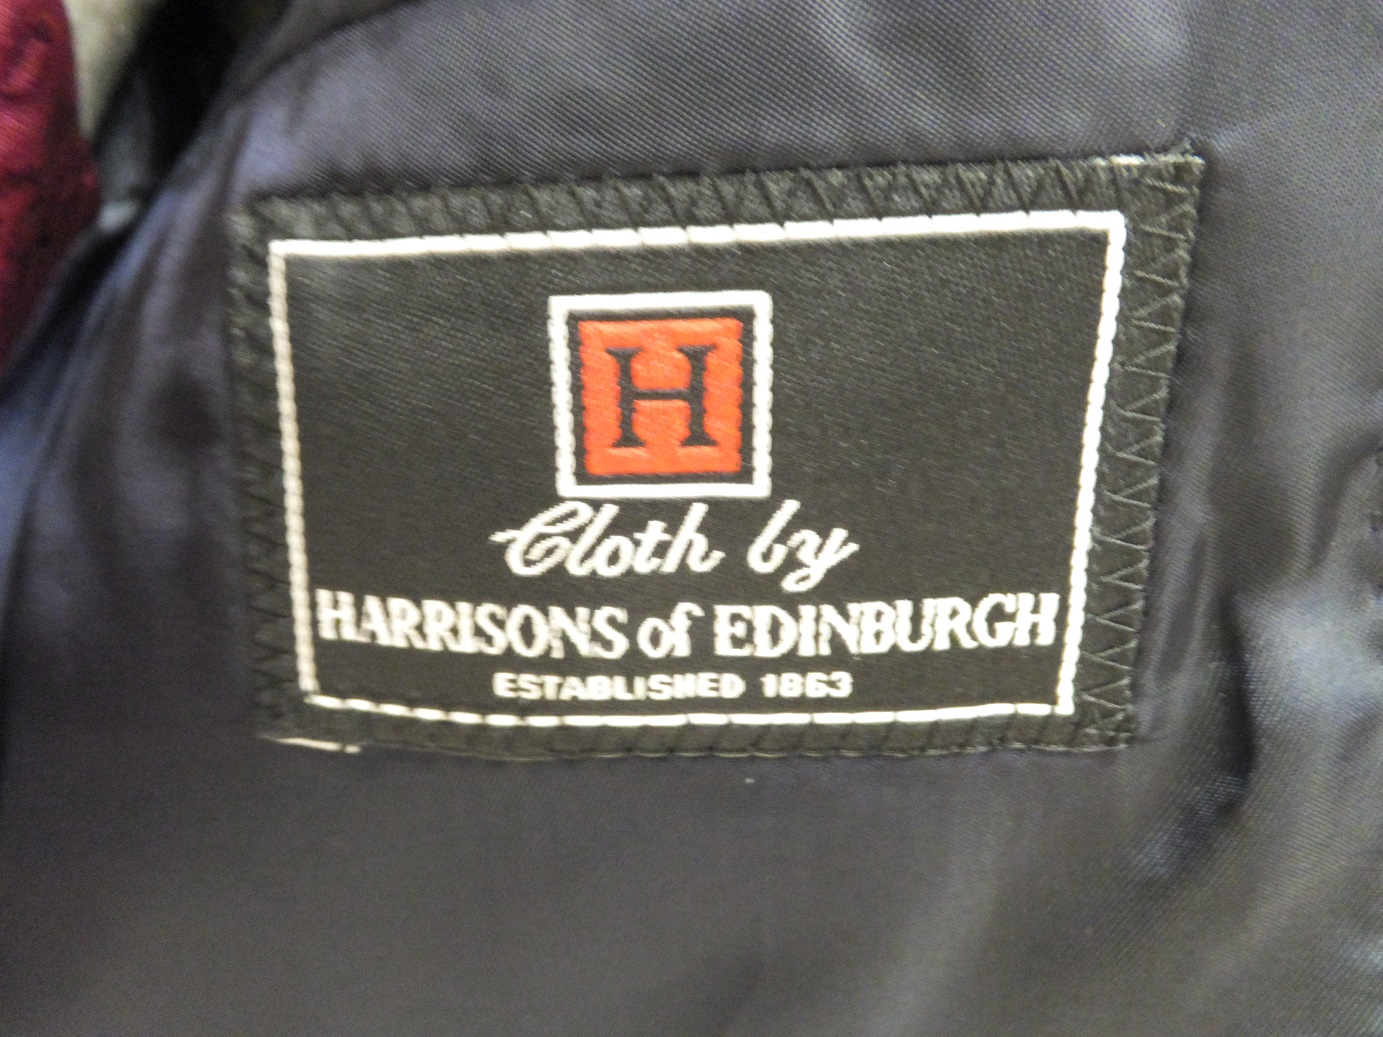 H
Cloth by
HARRISONS of EDINBURGH
ESTABLISHED 1863